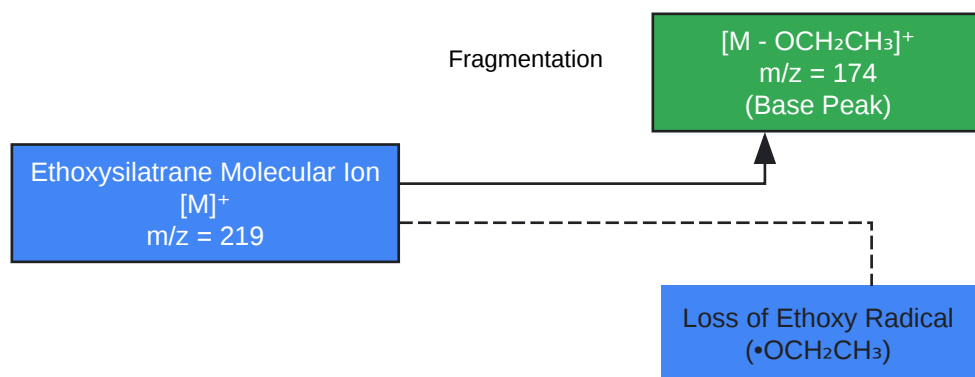 Fragmentation
[M - OCH₂CH₃]⁺
m/z = 174
(Base Peak)
Ethoxysilatrane Molecular Ion
[M]⁺
m/z = 219
Loss of Ethoxy Radical
(•OCH₂CH₃)